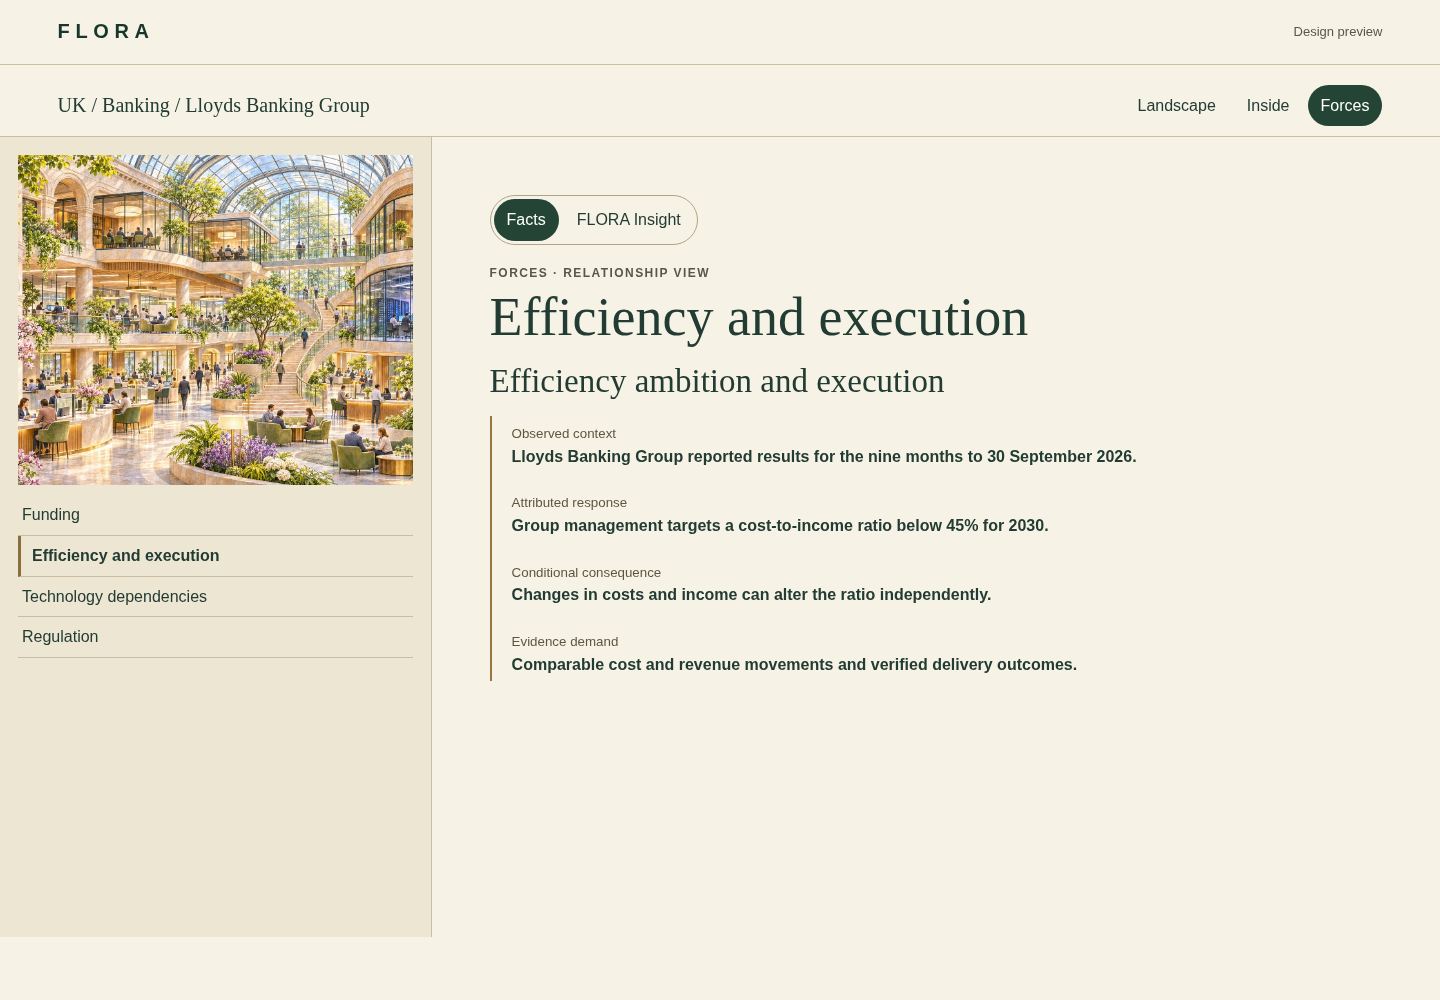 FLORA
Design preview
UK / Banking / Lloyds Banking Group
Landscape
Inside
Forces
Funding
Efficiency and execution
Technology dependencies
Regulation
Facts
FLORA Insight
FORCES · RELATIONSHIP VIEW
Efficiency and execution
Efficiency ambition and execution
Observed context
Lloyds Banking Group reported results for the nine months to 30 September 2026.
Attributed response
Group management targets a cost-to-income ratio below 45% for 2030.
Conditional consequence
Changes in costs and income can alter the ratio independently.
Evidence demand
Comparable cost and revenue movements and verified delivery outcomes.